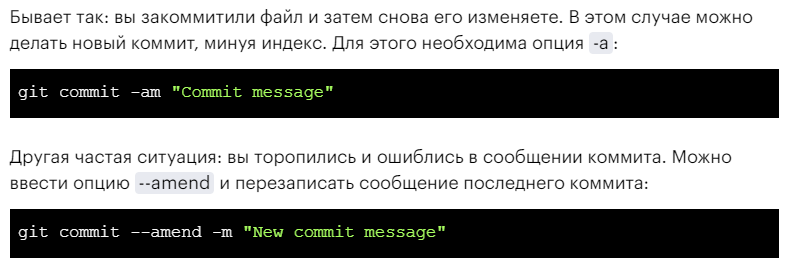 Бывает так: вы закоммитили файл и затем снова его изменяете. В этом случае можно
делать новый коммит, минуя индекс. Для этого необходима опция -a:
git commit -am "Commit message"
Другая частая ситуация: вы торопились и ошиблись в сообщении коммита. Можно
ввести опцию --amend и перезаписать сообщение последнего коммита:
git commit --amend -m "New commit message"